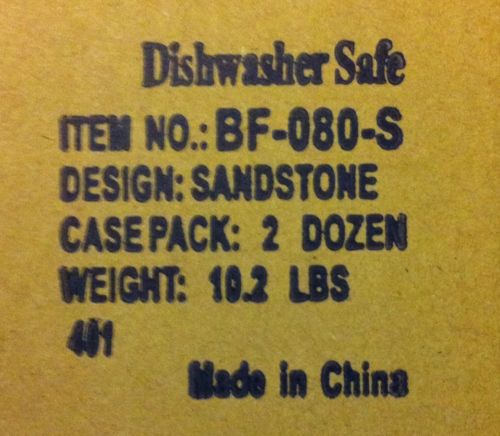 Dishwasher Safe
ITEM NO.: BF-080-S
DESIGN: SANDSTONE
CASE PACK: 2 DOZEN
WEIGHT: 10.2 LBS
401
Made in China